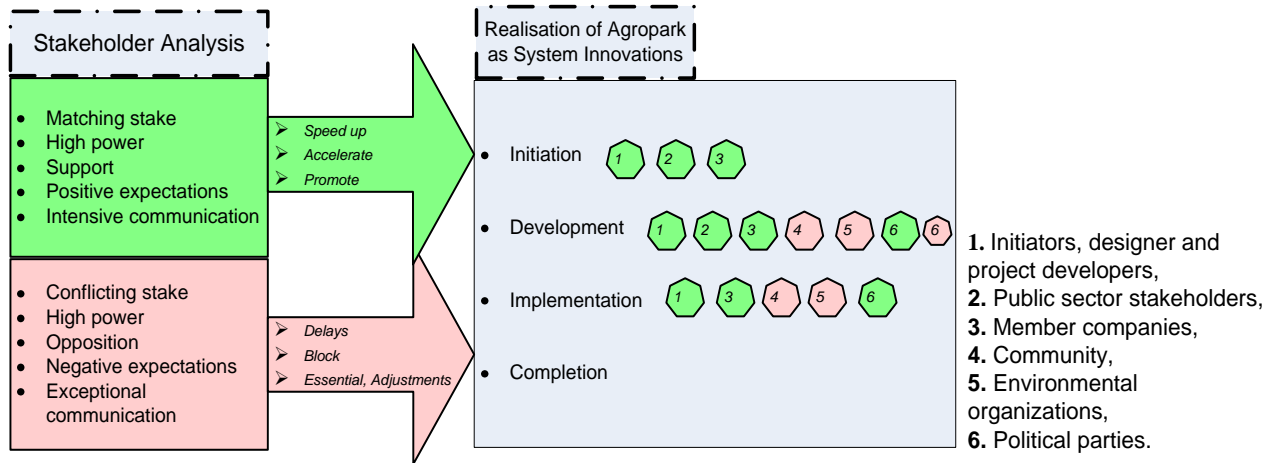 Stakeholder Analysis
• Matching stake
• High power
• Support
• Positive expectations
• Intensive communication
• Conflicting stake
• High power
• Opposition
• Negative expectations
• Exceptional
communication
➢ Speed up
➢ Accelerate
➢ Promote
➢ Delays
➢ Block
➢ Essential, Adjustments
Realisation of Agropark
as System Innovations
• Initiation 1 2 3
• Development 1 2 3 4 5 6 6
• Implementation 1 3 4 5 6
• Completion
1. Initiators, designer and
project developers,
2. Public sector stakeholders,
3. Member companies,
4. Community,
5. Environmental
organizations,
6. Political parties.